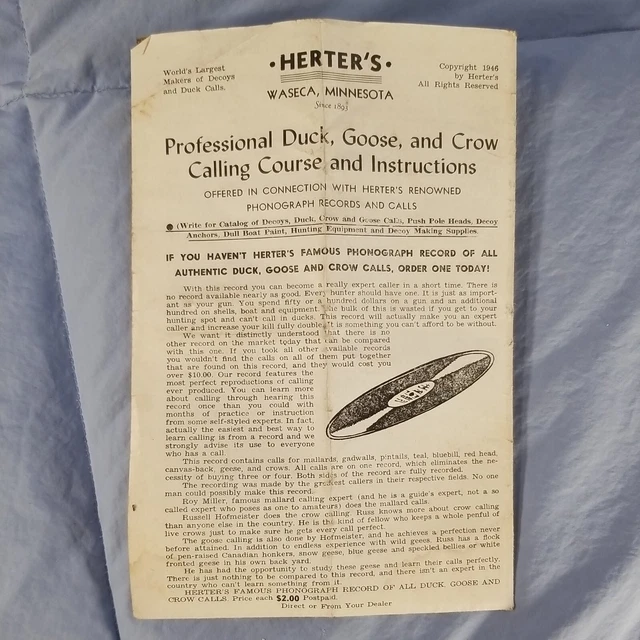 World's Largest
Makers of Decoys
and Duck Calls.
• HERTER'S •
WASECA, MINNESOTA
Since 1893
Copyright 1946
by Herter's
All Rights Reserved
Professional Duck, Goose, and Crow
Calling Course and Instructions
OFFERED IN CONNECTION WITH HERTER'S RENOWNED
PHONOGRAPH RECORDS AND CALLS
● (Write for Catalog of Decoys, Duck, Crow and Goose Calls, Push Pole Heads, Decoy
Anchors, Dull Boat Paint, Hunting Equipment and Decoy Making Supplies.
IF YOU HAVEN'T HERTER'S FAMOUS PHONOGRAPH RECORD OF ALL
AUTHENTIC DUCK, GOOSE AND CROW CALLS, ORDER ONE TODAY!
With this record you can become a really expert caller in a short time. There is
no record available nearly as good. Every hunter should have one. It is just as import-
ant as your gun. You spend fifty or a hundred dollars on a gun and an additional
hundred on shells, boat and equipment. The bulk of this is wasted if you get to your
hunting spot and can't call in ducks. This record will actually make you an expert
caller and increase your kill fully double. It is something you can't afford to be without.
We want it distinctly understood that there is no
other record on the market today that can be compared
with this one. If you took all other available records
you wouldn't find the calls on all of them put together
that are found on this record, and they would cost you
over $10.00. Our record features the
most perfect reproductions of calling
ever produced. You can learn more
about calling through hearing this
record once than you could with
months of practice or instruction
from some self-styled experts. In fact,
actually the easiest and best way to
learn calling is from a record and we
strongly advise its use to everyone
who has a call.
This record contains calls for mallards, gadwalls, pintails, teal, bluebill, red head,
canvas-back, geese, and crows. All calls are on one record, which eliminates the ne-
cessity of buying three or four. Both sides of the record are fully recorded.
The recording was made by the greatest callers in their respective fields. No one
man could possibly make this record.
Roy Miller, famous mallard calling expert (and he is a guide's expert, not a so
called expert who poses as one to amateurs) does the mallard calls.
Russell Hofmeister does the crow calling. Russ knows more about crow calling
than anyone else in the country. He is the kind of fellow who keeps a whole penful of
live crows just to make sure he gets every call perfect.
The goose calling is also done by Hofmeister, and he achieves a perfection never
before attained. In addition to endless experience with wild geese, Russ has a flock
of pen-raised Canadian honkers, snow geese, blue geese and speckled bellies or white
fronted geese in his own back yard.
He has had the opportunity to study these geese and learn their calls perfectly.
There is just nothing to be compared to this record, and there isn't an expert in the
country who can't learn something from it.
HERTER'S FAMOUS PHONOGRAPH RECORD OF ALL DUCK, GOOSE AND
CROW CALLS. Price each $2.00 Postpaid.
Direct or From Your Dealer